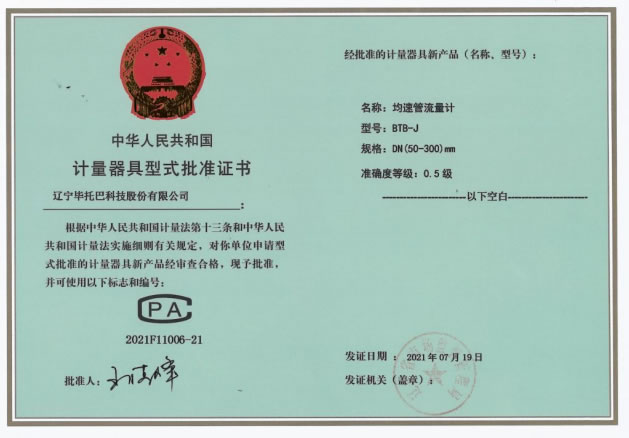 中华人民共和国
计量器具型式批准证书
辽宁毕托巴科技股份有限公司：
根据中华人民共和国计量法第十三条和中华人民
共和国计量法实施细则有关规定，对你单位申请型
式批准的计量器具新产品经审查合格，现予批准，
并可使用以下标志和编号：
CPA
2021F11006-21
批准人：
经批准的计量器具新产品（名称、型号）：
名称：均速管流量计
型号：BTB-J
规格：DN(50-300)mm
准确度等级：0.5级
以下空白
发证日期：2021年07月19日
发证机关（盖章）：